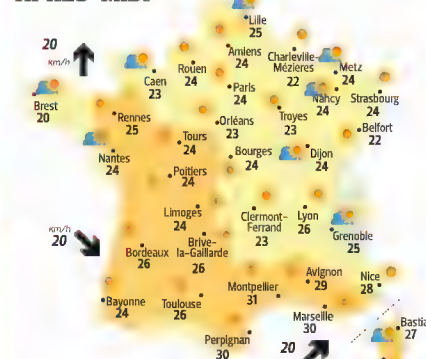 Lille
25
20
km/h
Amiens
24
Charleville-
Mézieres
22
Metz
24
Rouen
24
Caen
23
Paris
24
Nancy
24
Strasbourg
24
Brest
20
Rennes
25
Orléans
23
Troyes
23
Belfort
22
Tours
24
Nantes
24
Bourges
24
Dijon
24
Poitiers
24
Limoges
24
Clermont-
Ferrand
23
Lyon
26
Grenoble
25
km/h
20
Brive-
la-Gaillarde
26
Bordeaux
26
Avignon
29
Nice
28
Montpellier
31
Bayonne
24
Toulouse
26
Marseille
30
Bastia
27
Perpignan
30
20